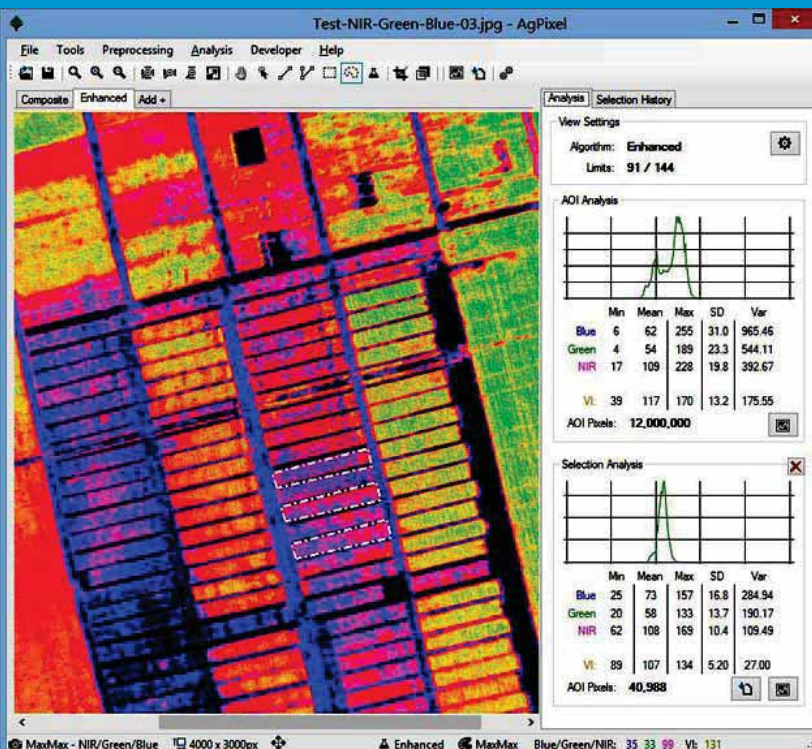 Test-NIR-Green-Blue-03.jpg - AgPixel
File Tools Preprocessing Analysis Developer Help
Composite Enhanced Add +
Analysis Selection History
View Settings
Algorithm: Enhanced
Limits: 91 / 144
AOI Analysis
Min Mean Max SD Var
Blue 6 62 255 31.0 965.46
Green 4 54 189 23.3 544.11
NIR 17 109 228 19.8 392.67
VI: 39 117 170 13.2 175.55
AOI Pixels: 12,000,000
Selection Analysis
Min Mean Max SD Var
Blue 25 73 157 16.8 284.94
Green 20 58 133 13.7 190.17
NIR 62 108 169 10.4 109.49
VI: 89 107 134 5.20 27.00
AOI Pixels: 40,988
MaxMax - NIR/Green/Blue 4000 x 3000px Enhanced MaxMax Blue/Green/NIR: 35 33 99 VI: 131